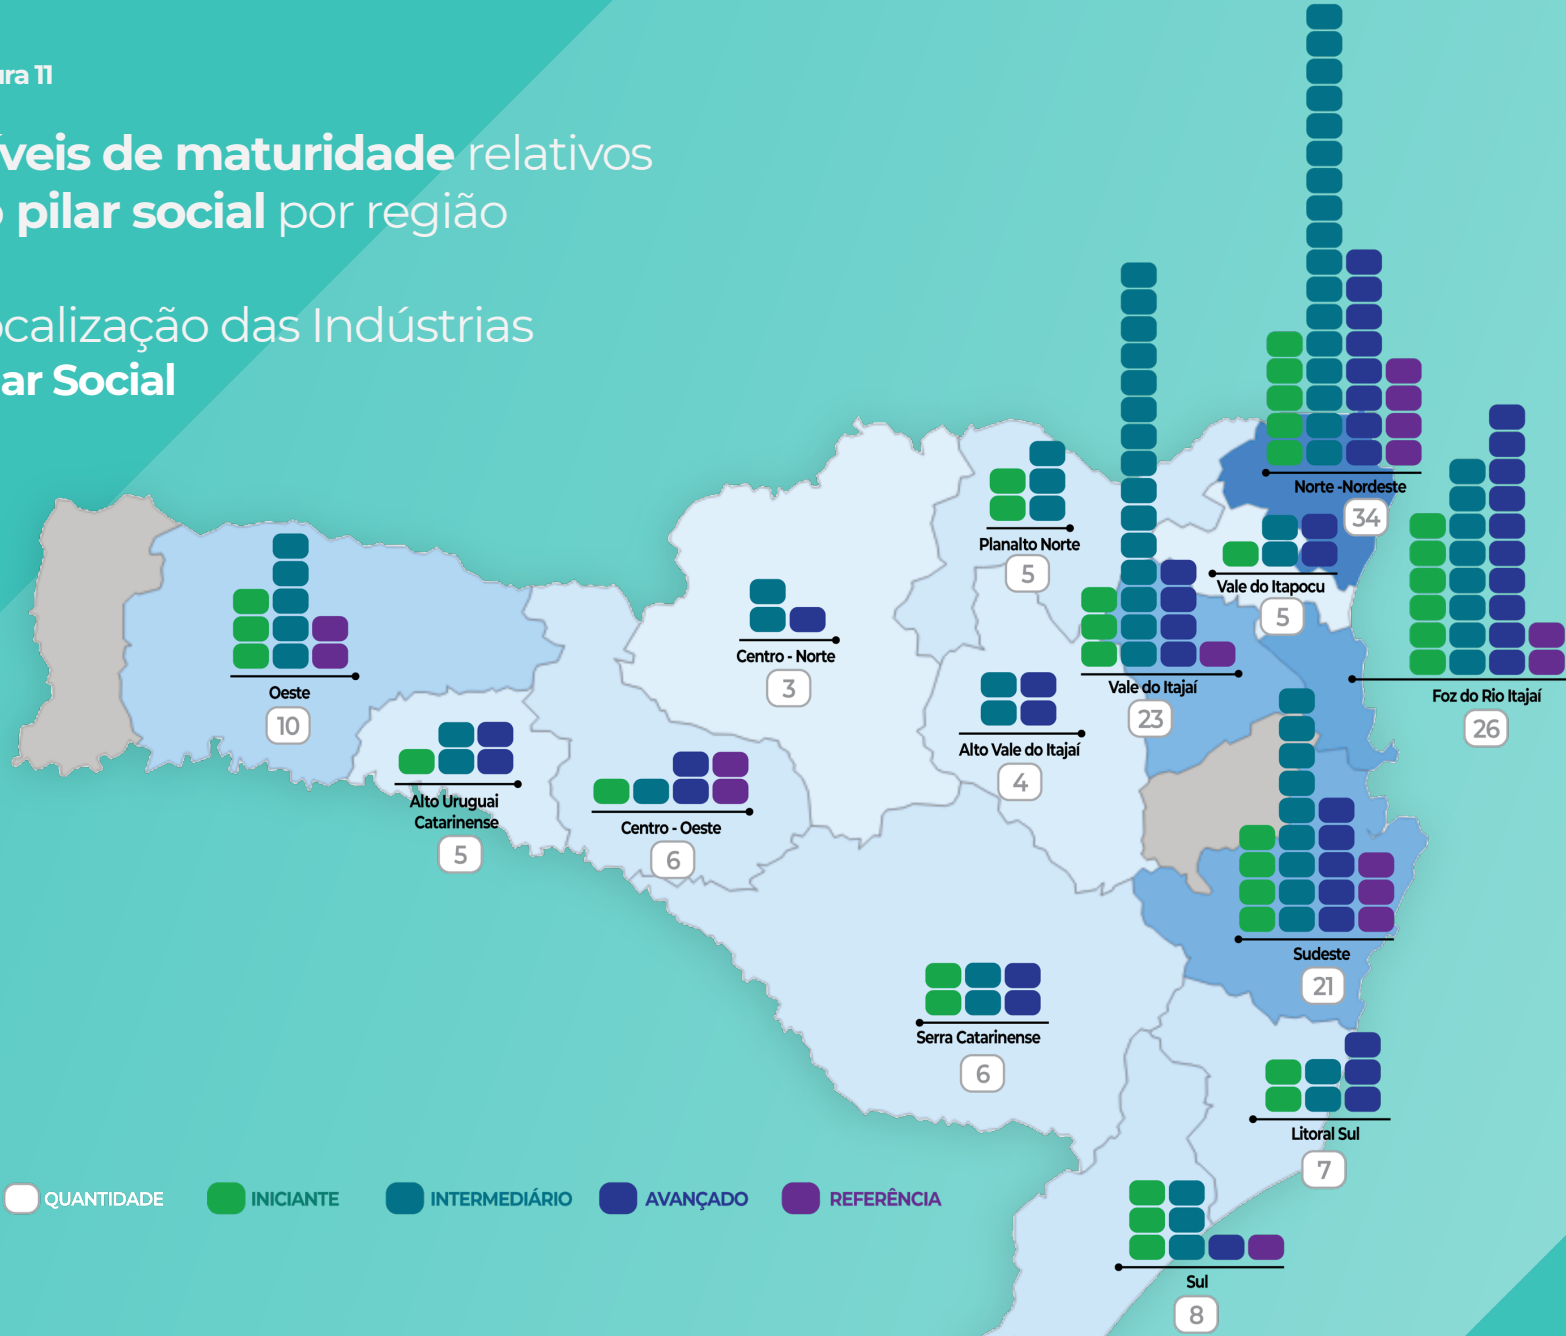 ura 11
íveis de maturidade relativos
o pilar social por região
ocalização das Indústrias
ar Social
Norte -Nordeste
34
Planalto Norte
5
Vale do Itapocu
5
Centro - Norte
3
Oeste
10
Vale do Itajaí
23
Foz do Rio Itajaí
26
Alto Vale do Itajaí
4
Alto Uruguai
Catarinense
5
Centro - Oeste
6
Sudeste
21
Serra Catarinense
6
Litoral Sul
7
QUANTIDADE INICIANTE INTERMEDIÁRIO AVANÇADO REFERÊNCIA
Sul
8